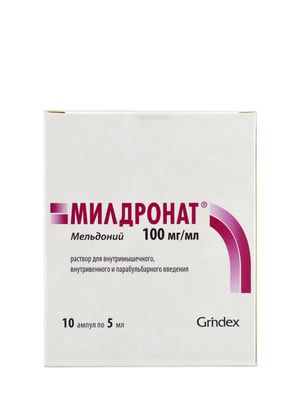 МИЛДРОНАТ®
Мельдоний 100 мг/мл
раствор для внутримышечного,
внутривенного и парабульбарного введения
10 ампул по 5 мл
Grindex